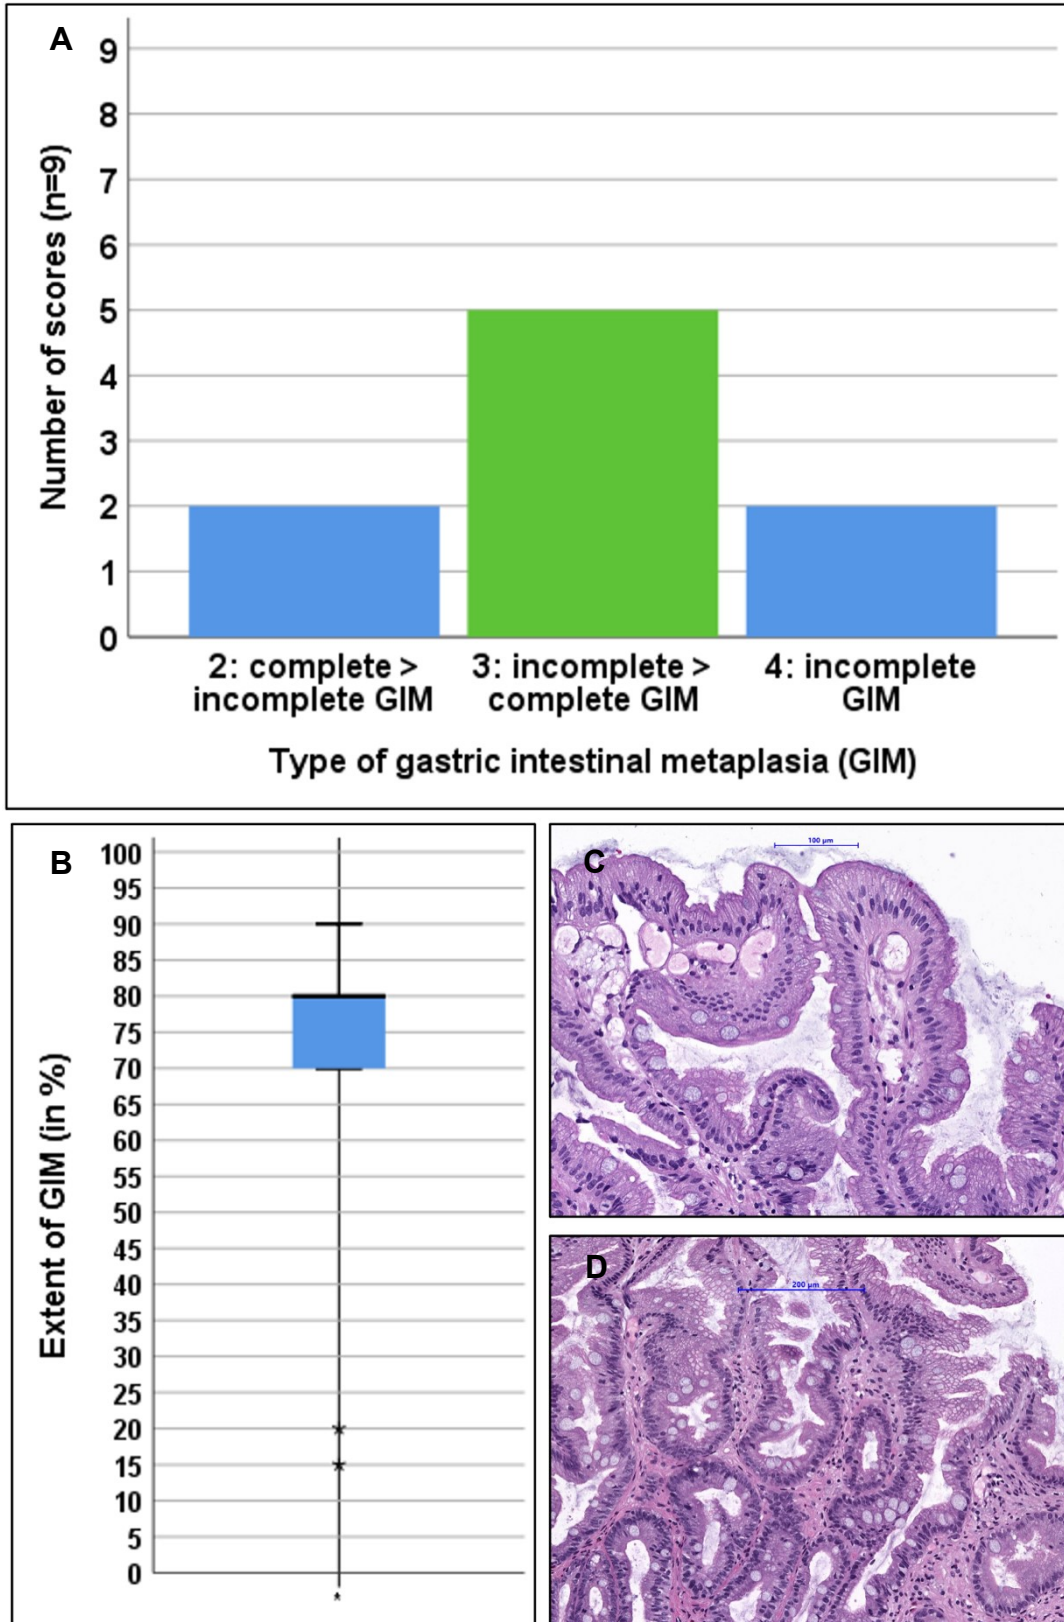 A
9
8
7
6
5
4
3
2
1
0
Number of scores (n=9)
2: complete >
incomplete GIM
3: incomplete >
complete GIM
4: incomplete
GIM
Type of gastric intestinal metaplasia (GIM)
B
100
95
90
85
80
75
70
65
60
55
50
45
40
35
30
25
20
15
10
5
0
Extent of GIM (in %)
C
100 µm
D
200 µm